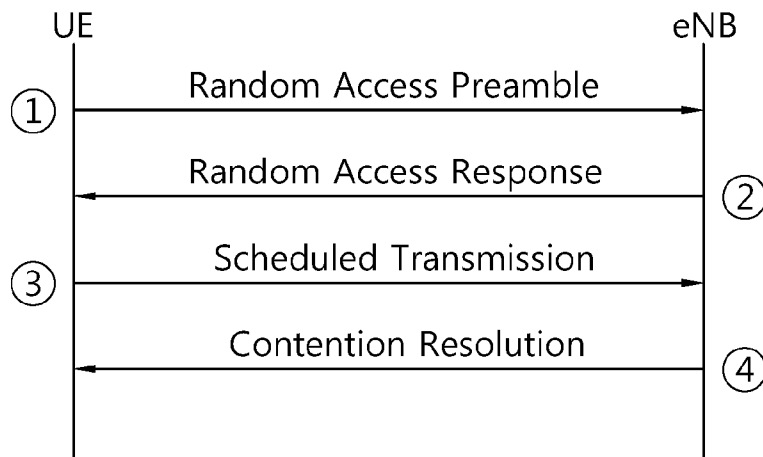 UE eNB
Random Access Preamble
①
Random Access Response
②
Scheduled Transmission
③
Contention Resolution
④